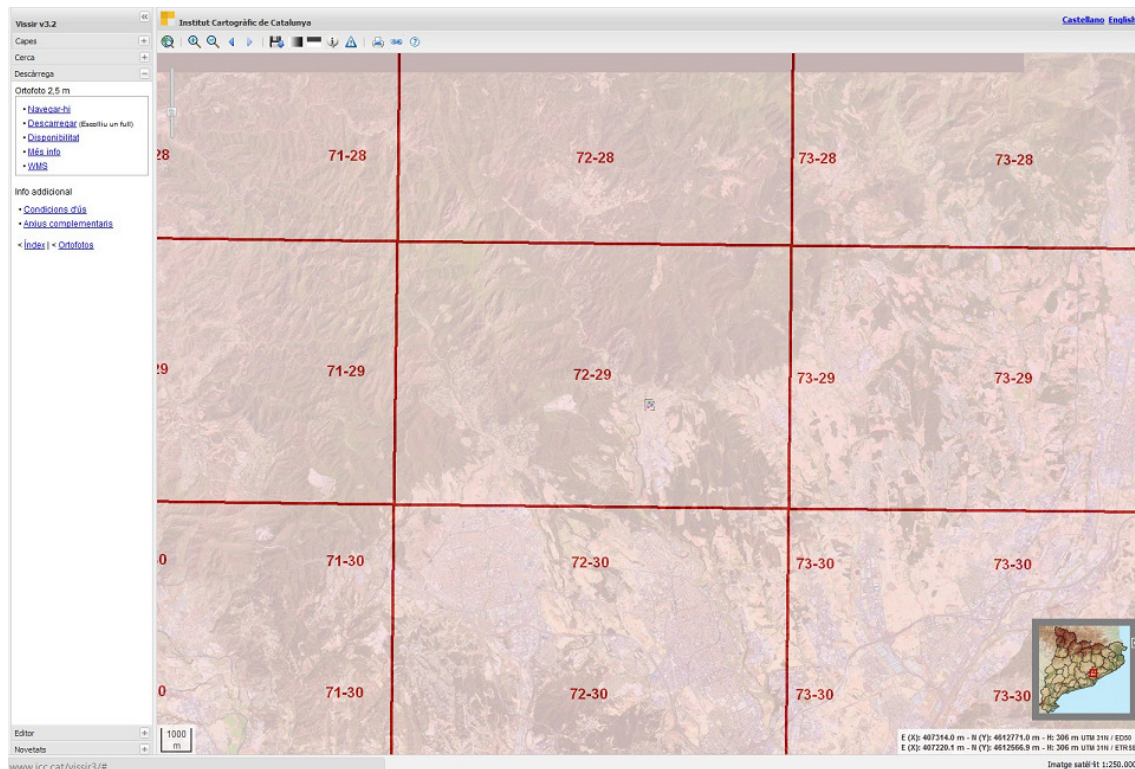 Vissir v3.2
Capes
Cerca
Descàrrega
Ortofoto 2,5 m
• Navegar-hi
• Descarregar (Escolliu un full)
• Disponibilitat
• Més info
• WMS
Info addicional
• Condicions d'ús
• Arxius complementaris
< Índex | < Ortofotos
Editor
Novetats
www.icc.cat/vissir3/#
Institut Cartogràfic de Catalunya
Castellano English
28 71-28 72-28 73-28 73-28
29 71-29 72-29 73-29 73-29
0 71-30 72-30 73-30 73-30
0 71-30 72-30 73-30 73-30
1000
m
E (X): 407314.0 m - N (Y): 4612771.0 m - H: 306 m UTM 31N / ED50
E (X): 407220.1 m - N (Y): 4612566.9 m - H: 306 m UTM 31N / ETRS8
Imatge satèl·lit 1:250.000